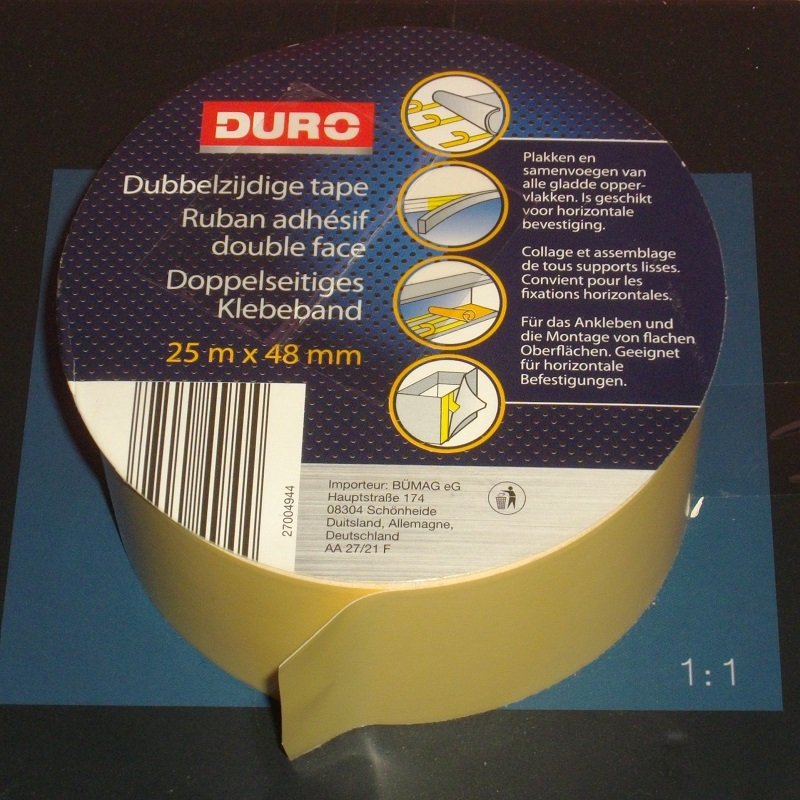 DURO
Dubbelzijdige tape
Ruban adhésif
double face
Doppelseitiges
Klebeband
25 m x 48 mm
Plakken en
samenvoegen van
alle gladde opper-
vlakken. Is geschikt
voor horizontale
bevestiging.
Collage et assemblage
de tous supports lisses.
Convient pour les
fixations horizontales.
Für das Ankleben und
die Montage von flachen
Oberflächen. Geeignet
für horizontale
Befestigungen.
27004944
Importeur: BÜMAG eG
Hauptstraße 174
08304 Schönheide
Duitsland, Allemagne,
Deutschland
AA 27/21 F
1:1